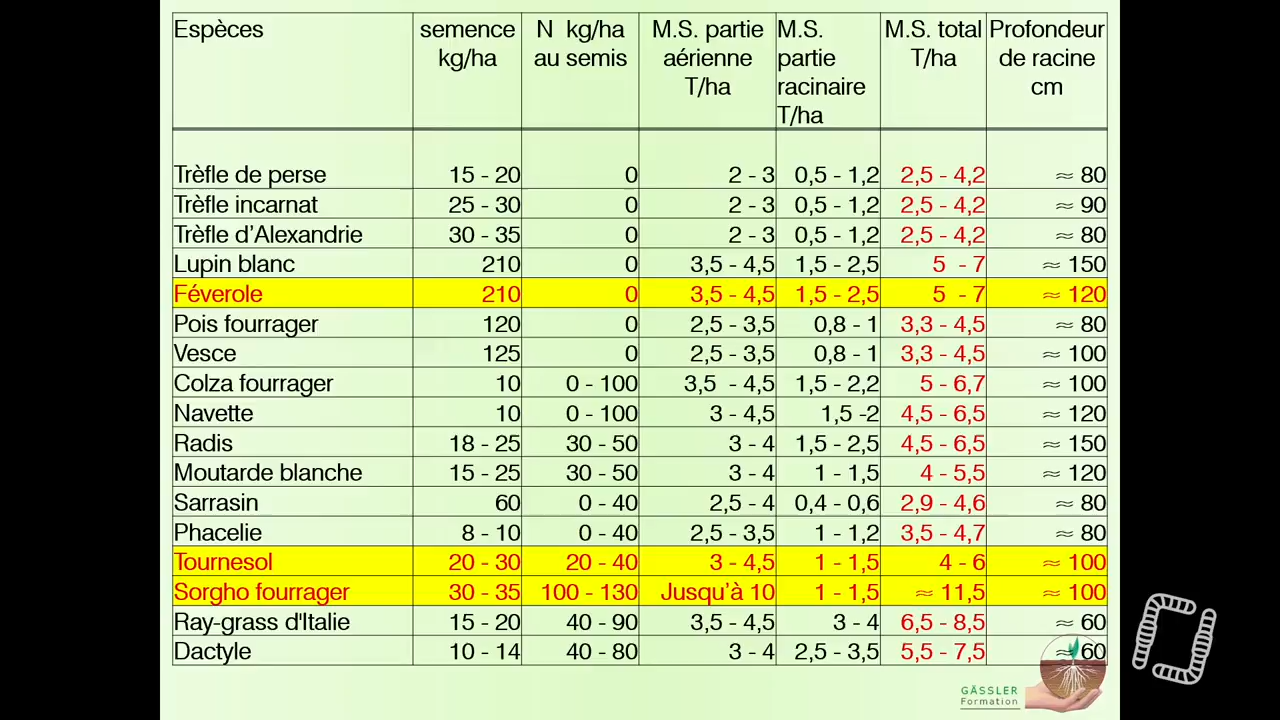 Espèces semence kg/ha N kg/ha au semis M.S. partie aérienne T/ha M.S. partie racinaire T/ha M.S. total T/ha Profondeur de racine cm
Trèfle de perse 15 - 20 0 2 - 3 0,5 - 1,2 2,5 - 4,2 ≈ 80
Trèfle incarnat 25 - 30 0 2 - 3 0,5 - 1,2 2,5 - 4,2 ≈ 90
Trèfle d’Alexandrie 30 - 35 0 2 - 3 0,5 - 1,2 2,5 - 4,2 ≈ 80
Lupin blanc 210 0 3,5 - 4,5 1,5 - 2,5 5 - 7 ≈ 150
Féverole 210 0 3,5 - 4,5 1,5 - 2,5 5 - 7 ≈ 120
Pois fourrager 120 0 2,5 - 3,5 0,8 - 1 3,3 - 4,5 ≈ 80
Vesce 125 0 2,5 - 3,5 0,8 - 1 3,3 - 4,5 ≈ 100
Colza fourrager 10 0 - 100 3,5 - 4,5 1,5 - 2,2 5 - 6,7 ≈ 100
Navette 10 0 - 100 3 - 4,5 1,5 -2 4,5 - 6,5 ≈ 120
Radis 18 - 25 30 - 50 3 - 4 1,5 - 2,5 4,5 - 6,5 ≈ 150
Moutarde blanche 15 - 25 30 - 50 3 - 4 1 - 1,5 4 - 5,5 ≈ 120
Sarrasin 60 0 - 40 2,5 - 4 0,4 - 0,6 2,9 - 4,6 ≈ 80
Phacelie 8 - 10 0 - 40 2,5 - 3,5 1 - 1,2 3,5 - 4,7 ≈ 80
Tournesol 20 - 30 20 - 40 3 - 4,5 1 - 1,5 4 - 6 ≈ 100
Sorgho fourrager 30 - 35 100 - 130 Jusqu’à 10 1 - 1,5 ≈ 11,5 ≈ 100
Ray-grass d'Italie 15 - 20 40 - 90 3,5 - 4,5 3 - 4 6,5 - 8,5 ≈ 60
Dactyle 10 - 14 40 - 80 3 - 4 2,5 - 3,5 5,5 - 7,5 ≈ 60
GÄSSLER
Formation